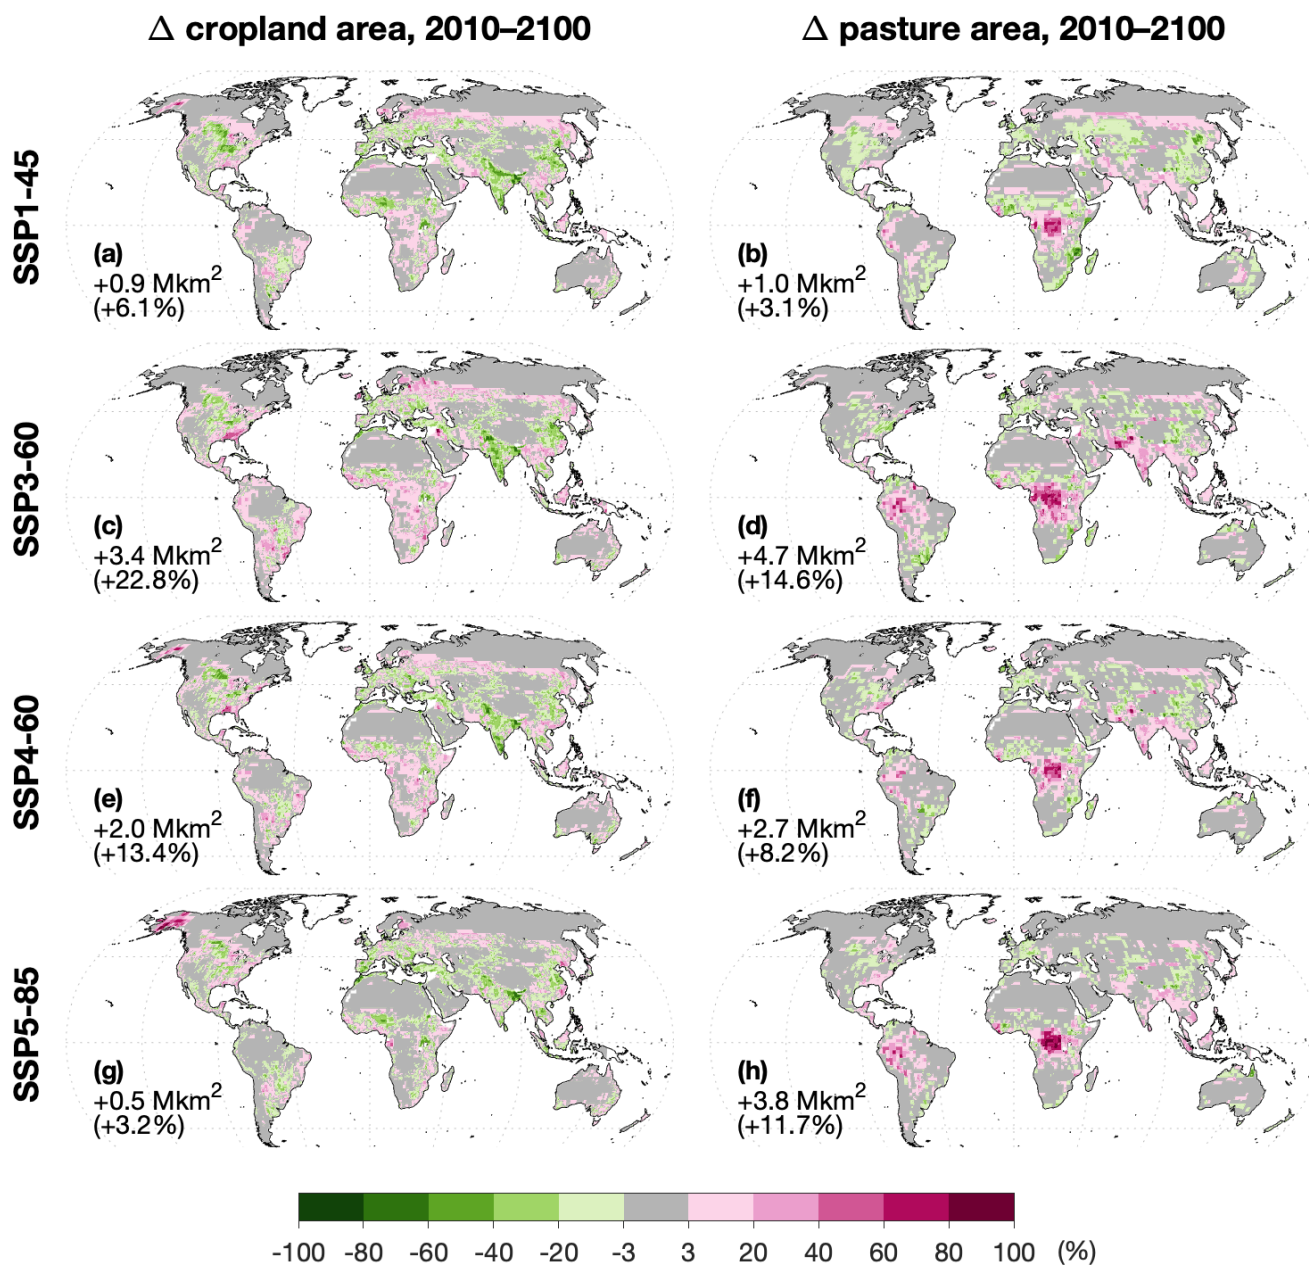 Δ cropland area, 2010–2100
Δ pasture area, 2010–2100
SSP1-45
(a)
+0.9 Mkm²
(+6.1%)
(b)
+1.0 Mkm²
(+3.1%)
SSP3-60
(c)
+3.4 Mkm²
(+22.8%)
(d)
+4.7 Mkm²
(+14.6%)
SSP4-60
(e)
+2.0 Mkm²
(+13.4%)
(f)
+2.7 Mkm²
(+8.2%)
SSP5-85
(g)
+0.5 Mkm²
(+3.2%)
(h)
+3.8 Mkm²
(+11.7%)
-100 -80 -60 -40 -20 -3 3 20 40 60 80 100 (%)